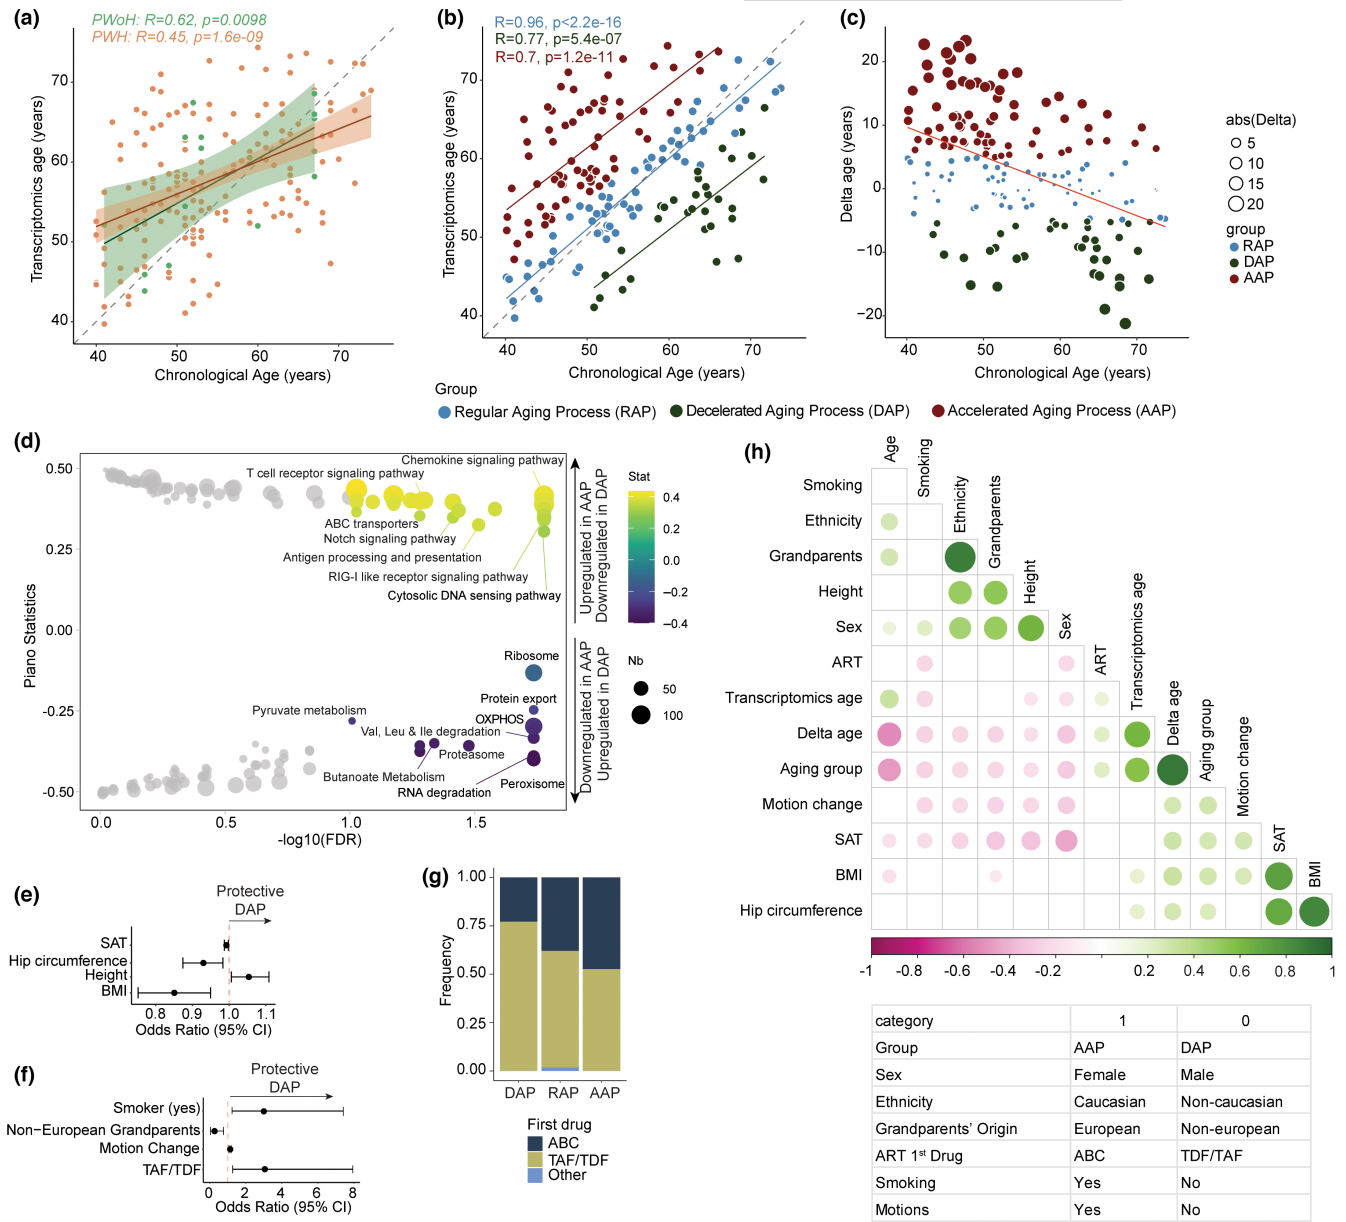 (a)
PWoH: R=0.62, p=0.0098
PWH: R=0.45, p=1.6e-09
Transcriptomics age (years)
70
60
50
40
40 50 60 70
Chronological Age (years)
(b)
R=0.96, p<2.2e-16
R=0.77, p=5.4e-07
R=0.7, p=1.2e-11
Transcriptomics age (years)
70
60
50
40
40 50 60 70
Chronological Age (years)
(c)
Delta age (years)
20
10
0
−10
−20
40 50 60 70
Chronological Age (years)
abs(Delta)
5
10
15
20
group
RAP
DAP
AAP
Group
Regular Aging Process (RAP)
Decelerated Aging Process (DAP)
Accelerated Aging Process (AAP)
(d)
Piano Statistics
0.50
0.25
0.00
-0.25
-0.50
0.0 0.5 1.0 1.5
-log10(FDR)
Chemokine signaling pathway
T cell receptor signaling pathway
ABC transporters
Notch signaling pathway
Antigen processing and presentation
RIG-I like receptor signaling pathway
Cytosolic DNA sensing pathway
Ribosome
Protein export
Pyruvate metabolism
OXPHOS
Val, Leu & Ile degradation
Proteasome
Butanoate Metabolism
Peroxisome
RNA degradation
Upregulated in AAP
Downregulated in DAP
Downregulated in AAP
Upregulated in DAP
Stat
0.4
0.2
0.0
−0.2
−0.4
Nb
50
100
(e)
Protective
DAP
SAT
Hip circumference
Height
BMI
0.8 0.9 1.0 1.1
Odds Ratio (95% CI)
(f)
Protective
DAP
Smoker (yes)
Non−European Grandparents
Motion Change
TAF/TDF
0 2 4 6 8
Odds Ratio (95% CI)
(g)
Frequency
1.00
0.75
0.50
0.25
0.00
DAP RAP AAP
First drug
ABC
TAF/TDF
Other
(h)
Age
Smoking
Ethnicity
Grandparents
Height
Sex
ART
Transcriptomics age
Delta age
Aging group
Motion change
SAT
BMI
Smoking
Ethnicity
Grandparents
Height
Sex
ART
Transcriptomics age
Delta age
Aging group
Motion change
SAT
BMI
Hip circumference
-1 -0.8 -0.6 -0.4 -0.2 0 0.2 0.4 0.6 0.8 1
category 1 0
Group AAP DAP
Sex Female Male
Ethnicity Caucasian Non-caucasian
Grandparents' Origin European Non-european
ART 1st Drug ABC TDF/TAF
Smoking Yes No
Motions Yes No